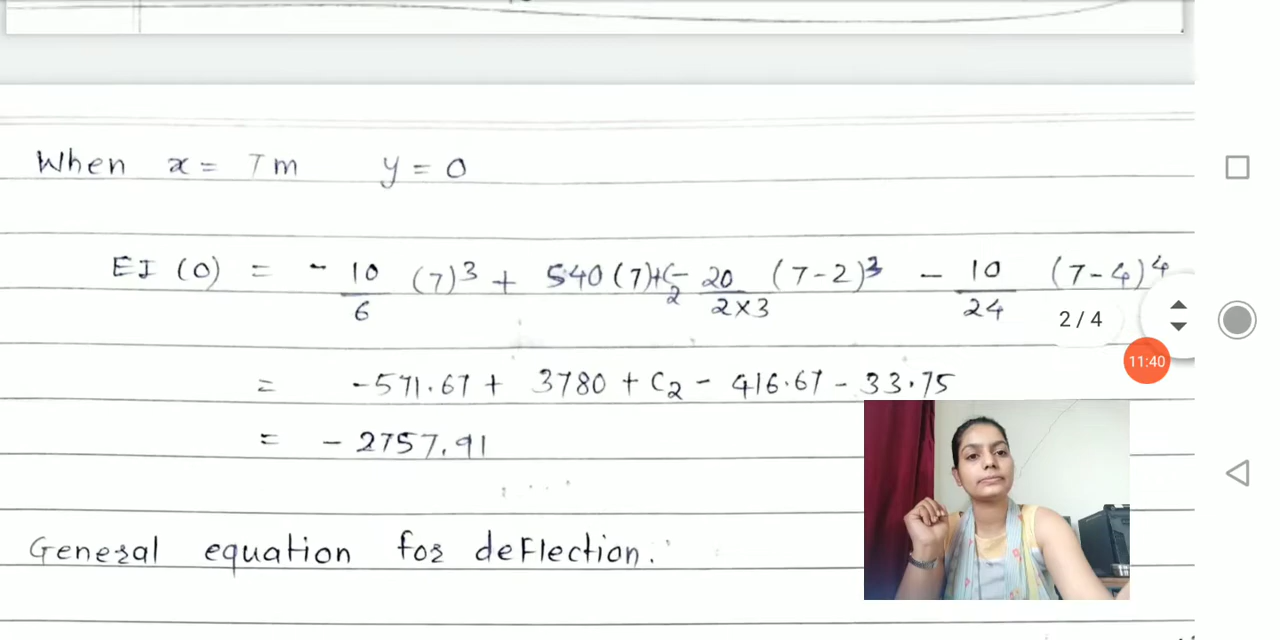 When x = 7m y = 0
EI (0) = - 10/6 (7)³ + 540 (7) + C₂ - 20/2×3 (7-2)³ - 10/24 (7-4)⁴
2 / 4
11:40
= -571.67 + 3780 + C₂ - 416.67 - 33.75
= - 2757.91
General equation for deflection.